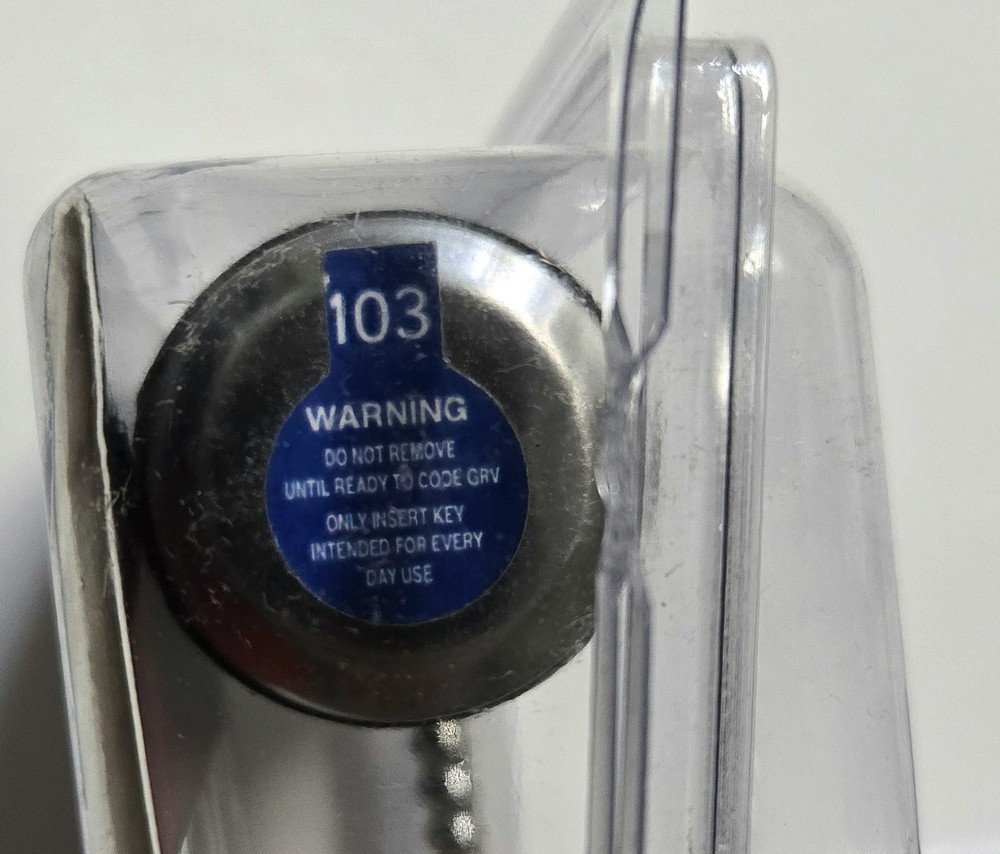 103
WARNING
DO NOT REMOVE
UNTIL READY TO CODE GRV
ONLY INSERT KEY
INTENDED FOR EVERY
DAY USE